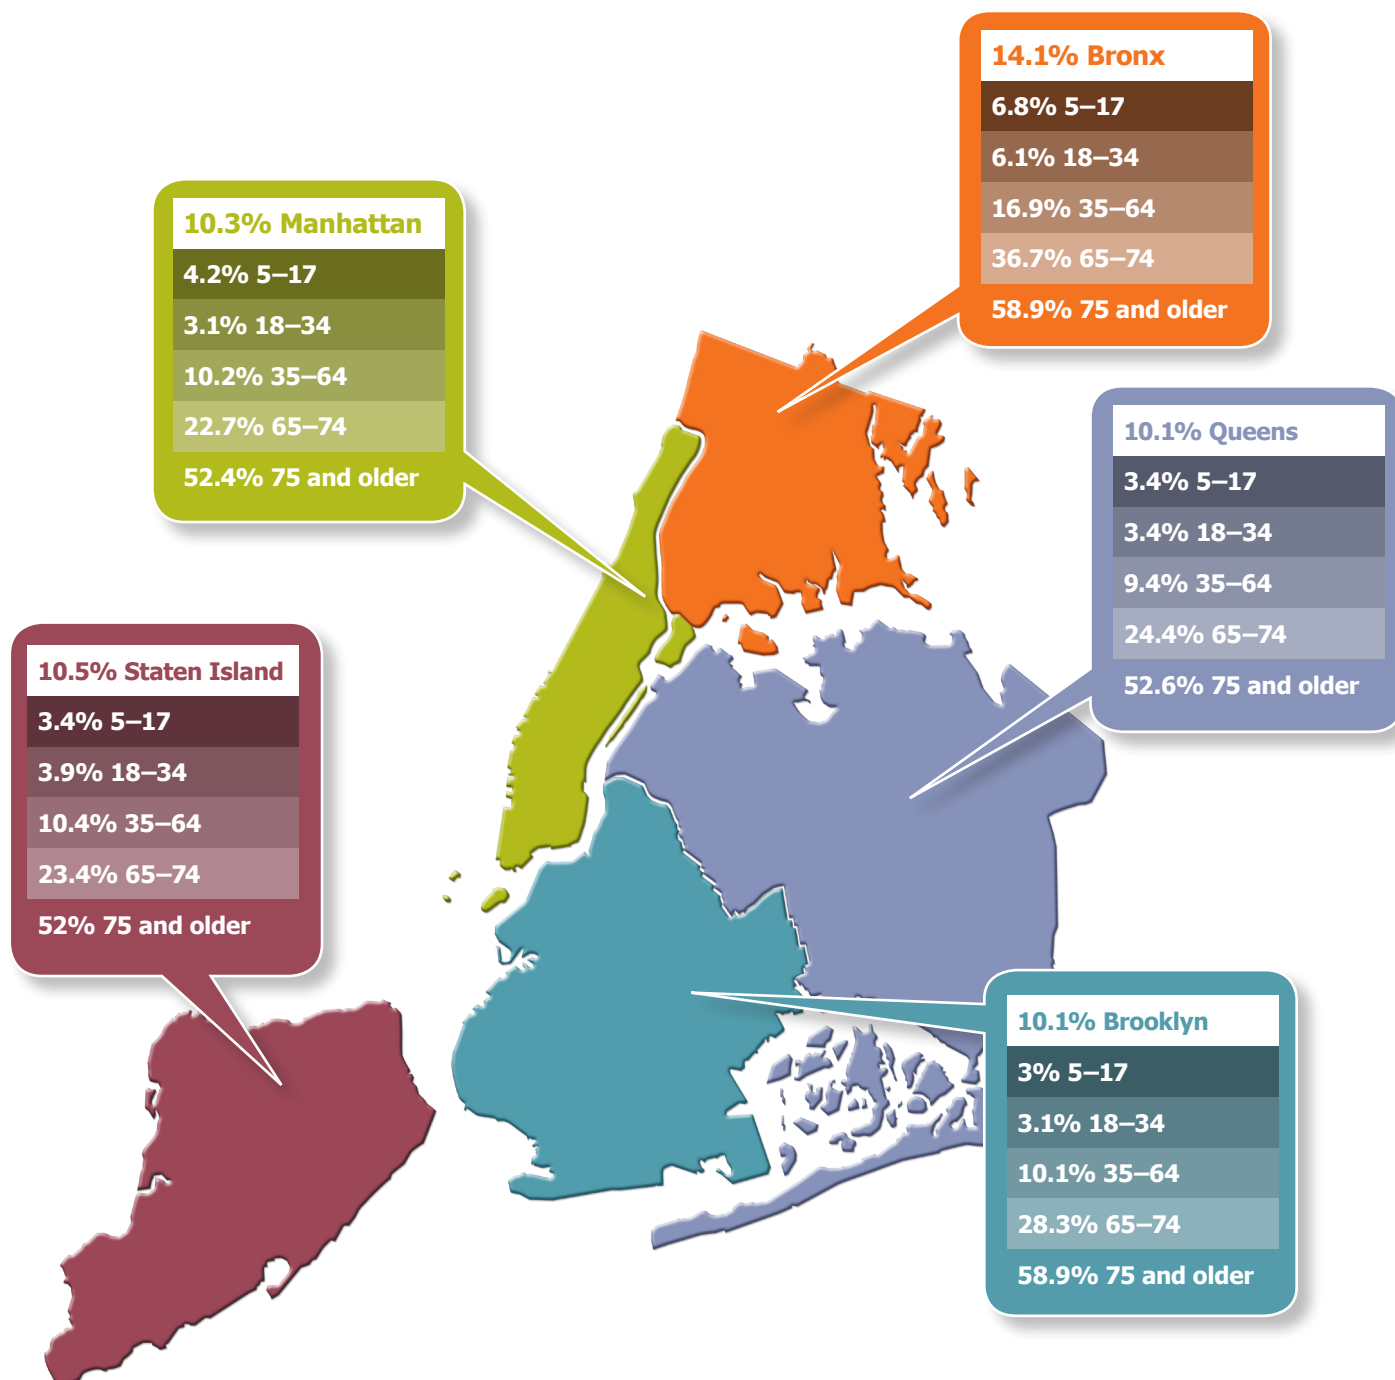 14.1% Bronx
6.8% 5–17
6.1% 18–34
16.9% 35–64
36.7% 65–74
58.9% 75 and older
10.3% Manhattan
4.2% 5–17
3.1% 18–34
10.2% 35–64
22.7% 65–74
52.4% 75 and older
10.1% Queens
3.4% 5–17
3.4% 18–34
9.4% 35–64
24.4% 65–74
52.6% 75 and older
10.5% Staten Island
3.4% 5–17
3.9% 18–34
10.4% 35–64
23.4% 65–74
52% 75 and older
10.1% Brooklyn
3% 5–17
3.1% 18–34
10.1% 35–64
28.3% 65–74
58.9% 75 and older